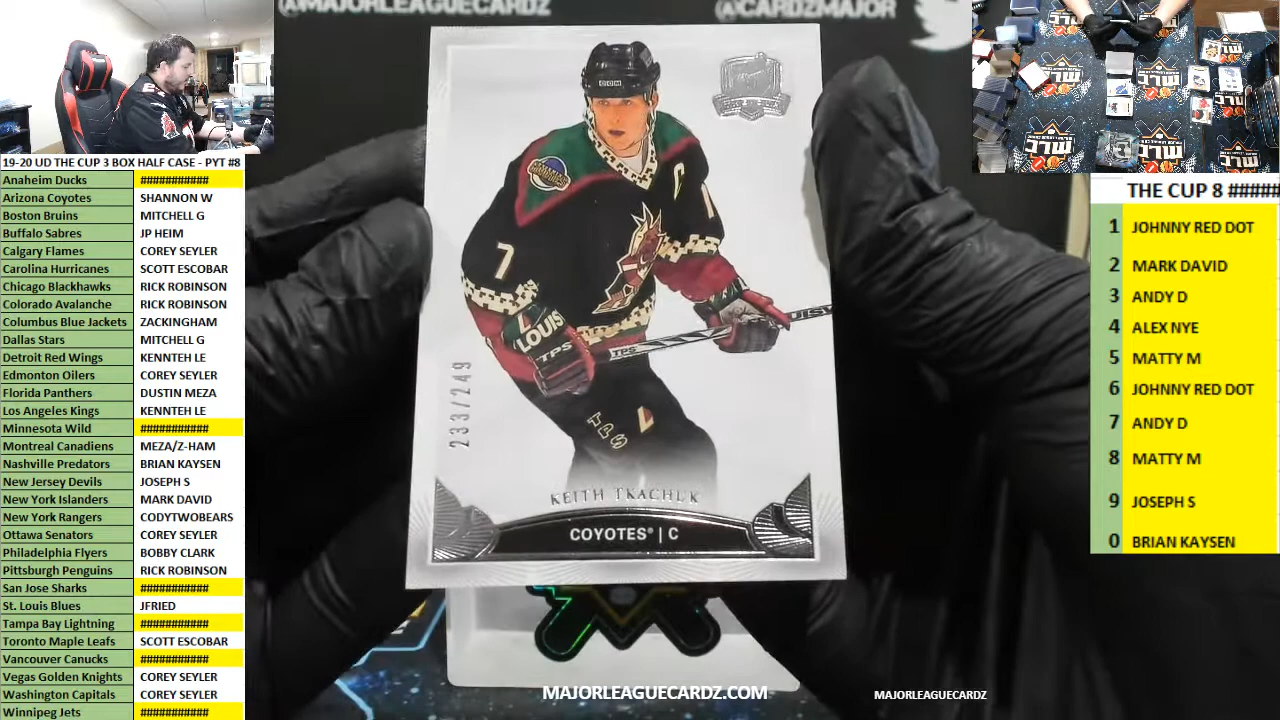 @MAJORLEAGUECARDZ
@CARDZMAJOR
19-20 UD THE CUP 3 BOX HALF CASE - PYT #8
Anaheim Ducks ###########
Arizona Coyotes SHANNON W
Boston Bruins MITCHELL G
Buffalo Sabres JP HEIM
Calgary Flames COREY SEYLER
Carolina Hurricanes SCOTT ESCOBAR
Chicago Blackhawks RICK ROBINSON
Colorado Avalanche RICK ROBINSON
Columbus Blue Jackets ZACKINGHAM
Dallas Stars MITCHELL G
Detroit Red Wings KENNTEH LE
Edmonton Oilers COREY SEYLER
Florida Panthers DUSTIN MEZA
Los Angeles Kings KENNTEH LE
Minnesota Wild ###########
Montreal Canadiens MEZA/Z-HAM
Nashville Predators BRIAN KAYSEN
New Jersey Devils JOSEPH S
New York Islanders MARK DAVID
New York Rangers CODYTWOBEARS
Ottawa Senators COREY SEYLER
Philadelphia Flyers BOBBY CLARK
Pittsburgh Penguins RICK ROBINSON
San Jose Sharks ###########
St. Louis Blues JFRIED
Tampa Bay Lightning ###########
Toronto Maple Leafs SCOTT ESCOBAR
Vancouver Canucks ###########
Vegas Golden Knights COREY SEYLER
Washington Capitals COREY SEYLER
Winnipeg Jets ###########
CCM
C
7
LOUIS
TPS
TPS
TPS
233/249
KEITH TKACHUK
COYOTES® | C
MAJORLEAGUECARDZ.COM
MAJORLEAGUECARDZ
THE CUP 8 #####
1 JOHNNY RED DOT
2 MARK DAVID
3 ANDY D
4 ALEX NYE
5 MATTY M
6 JOHNNY RED DOT
7 ANDY D
8 MATTY M
9 JOSEPH S
0 BRIAN KAYSEN